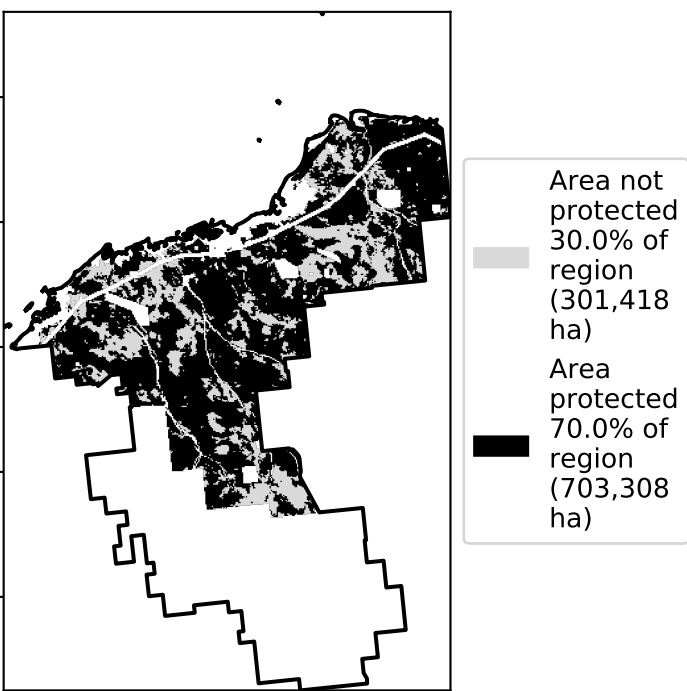 Area not
protected
30.0% of
region
(301,418
ha)
Area
protected
70.0% of
region
(703,308
ha)